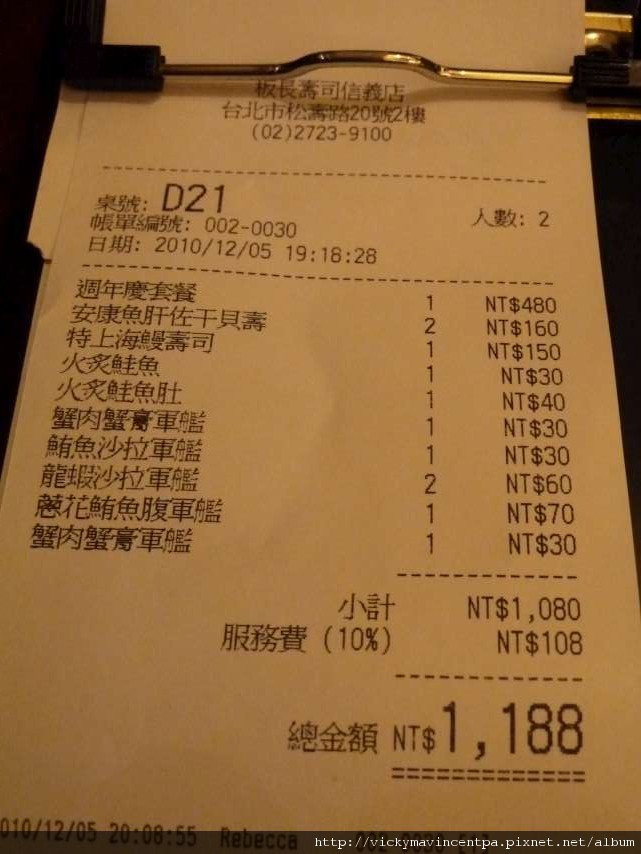 板長壽司信義店
台北市松壽路20號2樓
(02)2723-9100
桌號: D21 人數: 2
帳單編號: 002-0030
日期: 2010/12/05 19:18:28
週年慶套餐 1 NT$480
安康魚肝佐干貝壽 2 NT$160
特上海鰻壽司 1 NT$150
火炙鮭魚 1 NT$30
火炙鮭魚肚 1 NT$40
蟹肉蟹膏軍艦 1 NT$30
鮪魚沙拉軍艦 1 NT$30
龍蝦沙拉軍艦 2 NT$60
蔥花鮪魚腹軍艦 1 NT$70
蟹肉蟹膏軍艦 1 NT$30
小計 NT$1,080
服務費 (10%) NT$108
總金額 NT$1,188
010/12/05 20:08:55 Rebecca
http://vickymavincentpa.pixnet.net/album